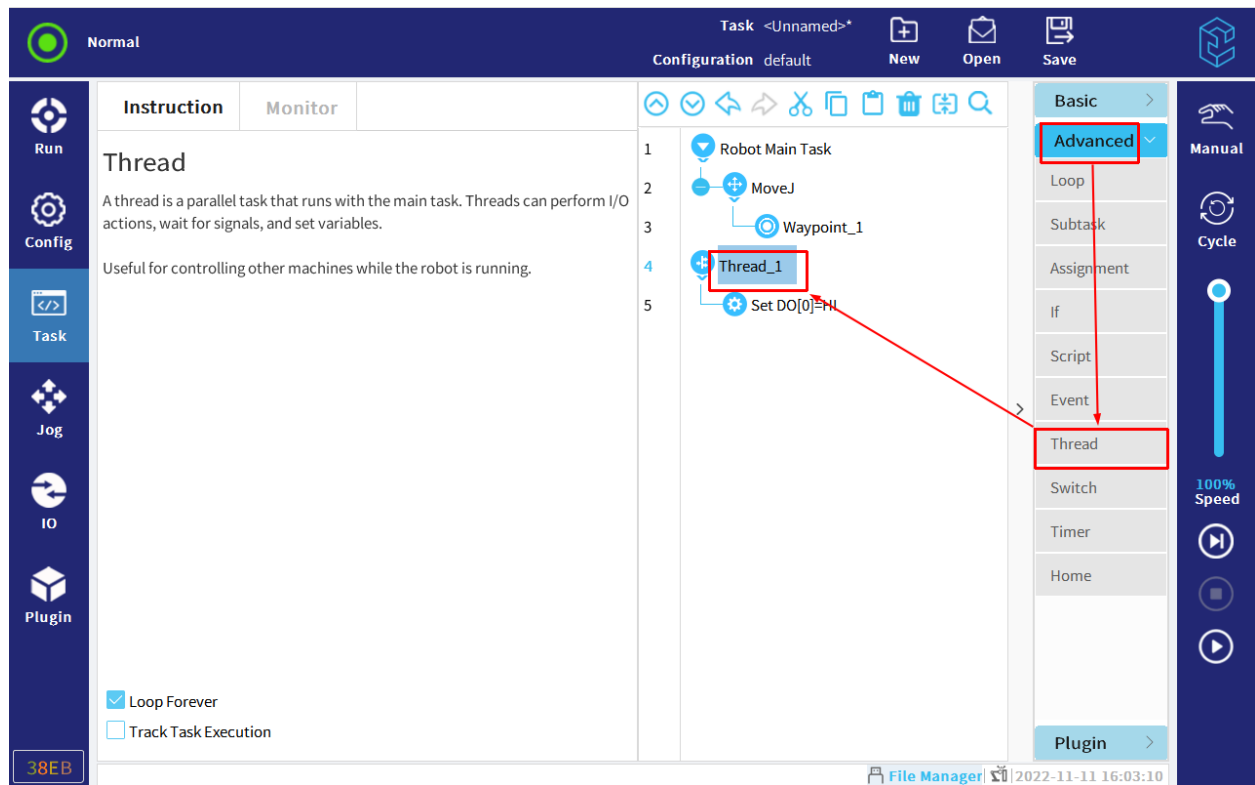 Normal
Task <Unnamed>*
Configuration default
New
Open
Save
Run
Config
Task
Jog
IO
Plugin
38EB
Instruction
Monitor
Thread
A thread is a parallel task that runs with the main task. Threads can perform I/O
actions, wait for signals, and set variables.
Useful for controlling other machines while the robot is running.
Loop Forever
Track Task Execution
1 Robot Main Task
2 MoveJ
3 Waypoint_1
4 Thread_1
5 Set DO[0]=HI
Basic
Advanced
Loop
Subtask
Assignment
If
Script
Event
Thread
Switch
Timer
Home
Plugin
Manual
Cycle
100%
Speed
File Manager
2022-11-11 16:03:10